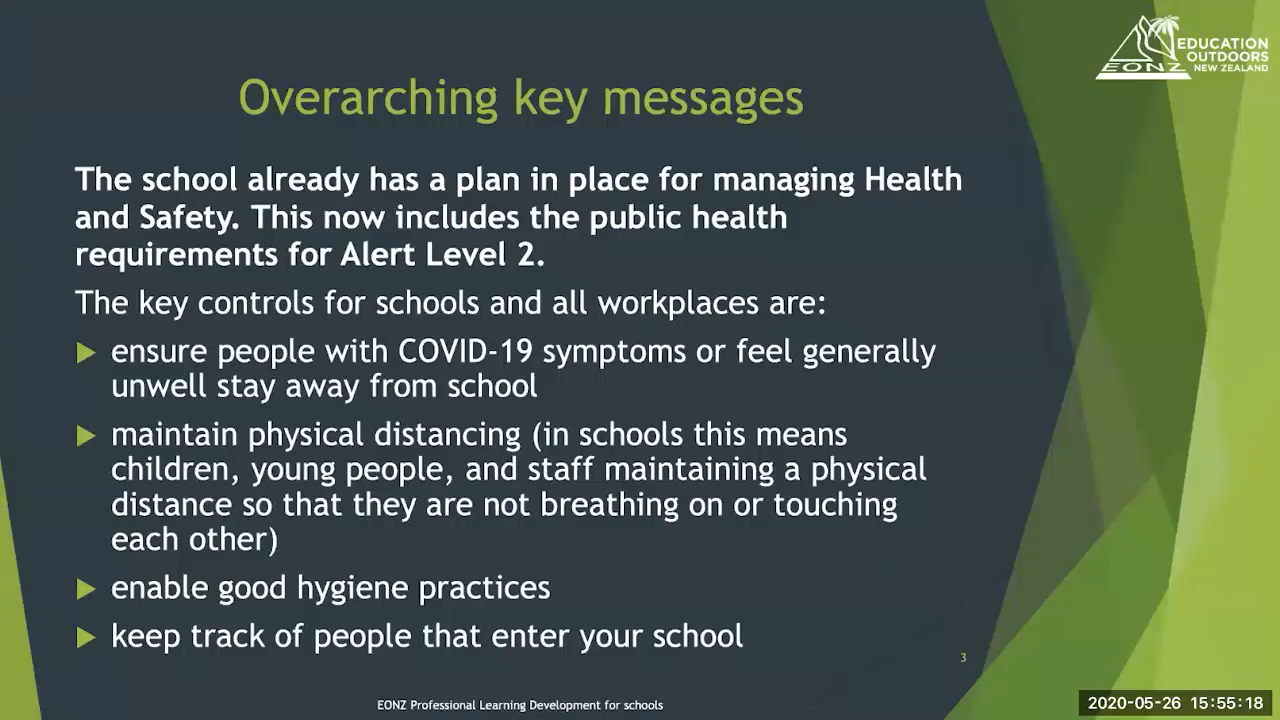 EDUCATION
OUTDOORS
NEW ZEALAND
EONZ
Overarching key messages
The school already has a plan in place for managing Health
and Safety. This now includes the public health
requirements for Alert Level 2.
The key controls for schools and all workplaces are:
ensure people with COVID-19 symptoms or feel generally
unwell stay away from school
maintain physical distancing (in schools this means
children, young people, and staff maintaining a physical
distance so that they are not breathing on or touching
each other)
enable good hygiene practices
keep track of people that enter your school
3
EONZ Professional Learning Development for schools
2020-05-26 15:55:18